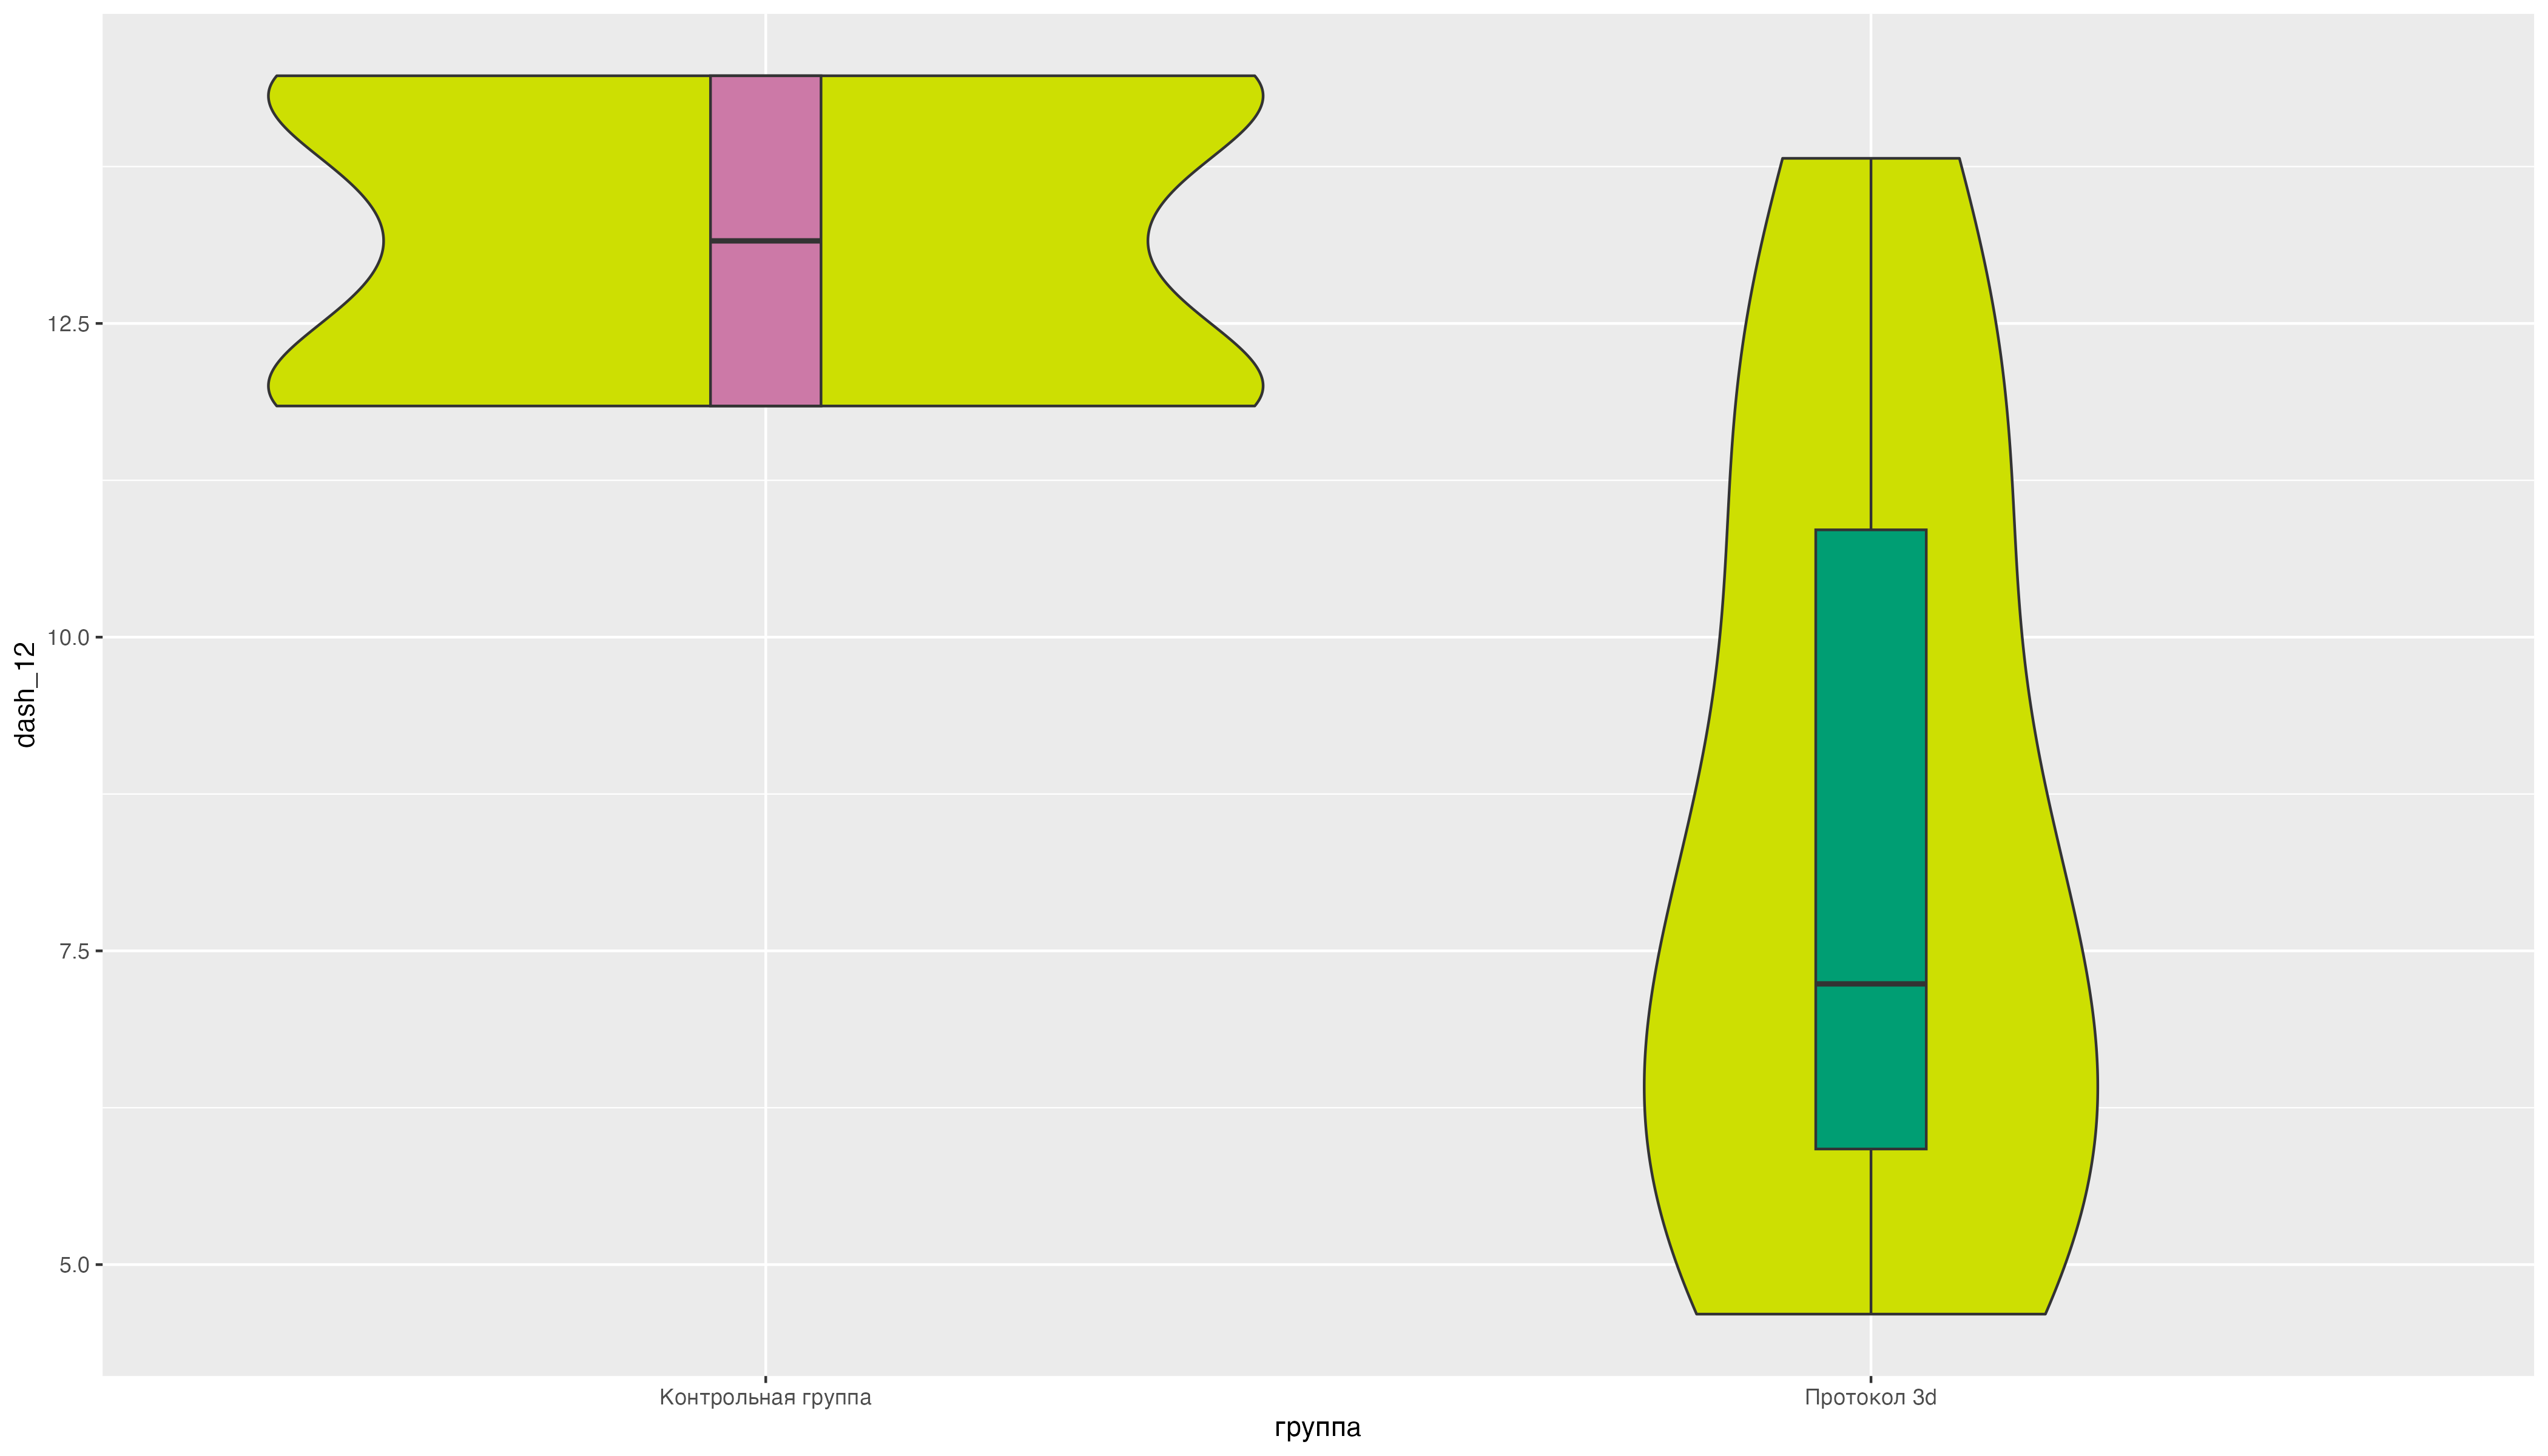 dash_12
12.5
10.0
7.5
5.0
Контрольная группа
Протокол 3d
группа